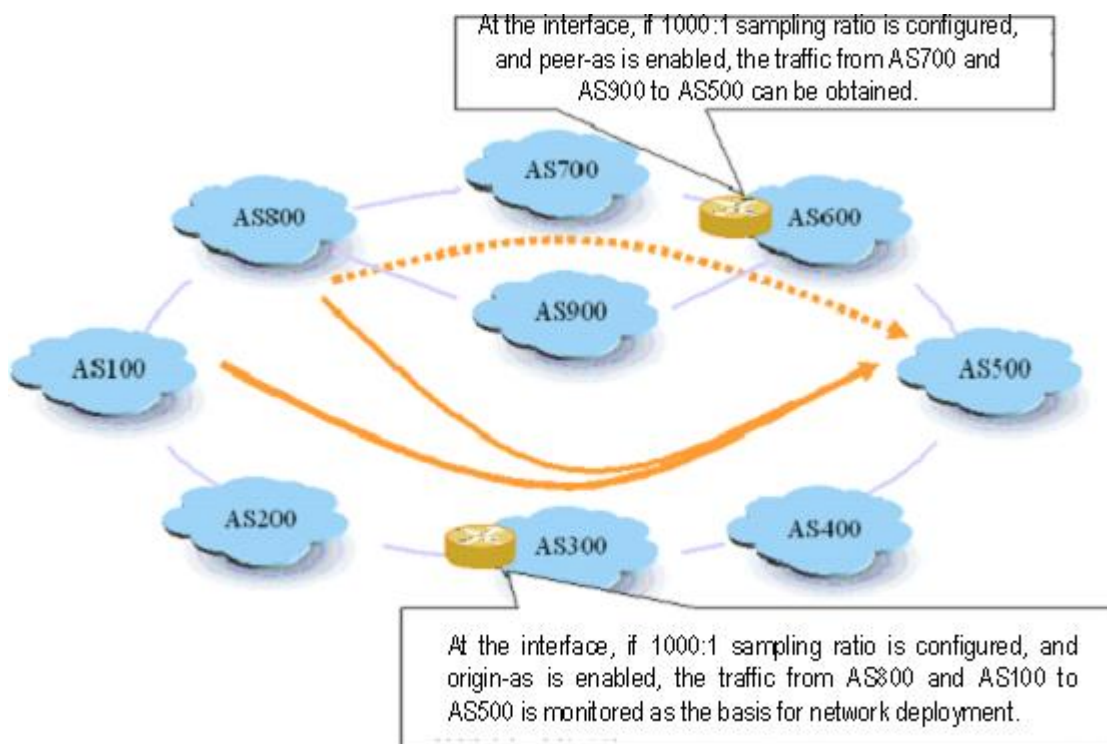 At the interface, if 1000:1 sampling ratio is configured,
and peer-as is enabled, the traffic from AS700 and
AS900 to AS500 can be obtained.
AS700
AS800
AS600
AS900
AS100
AS500
AS200
AS300
AS400
At the interface, if 1000:1 sampling ratio is configured, and
origin-as is enabled, the traffic from AS800 and AS100 to
AS500 is monitored as the basis for network deployment.